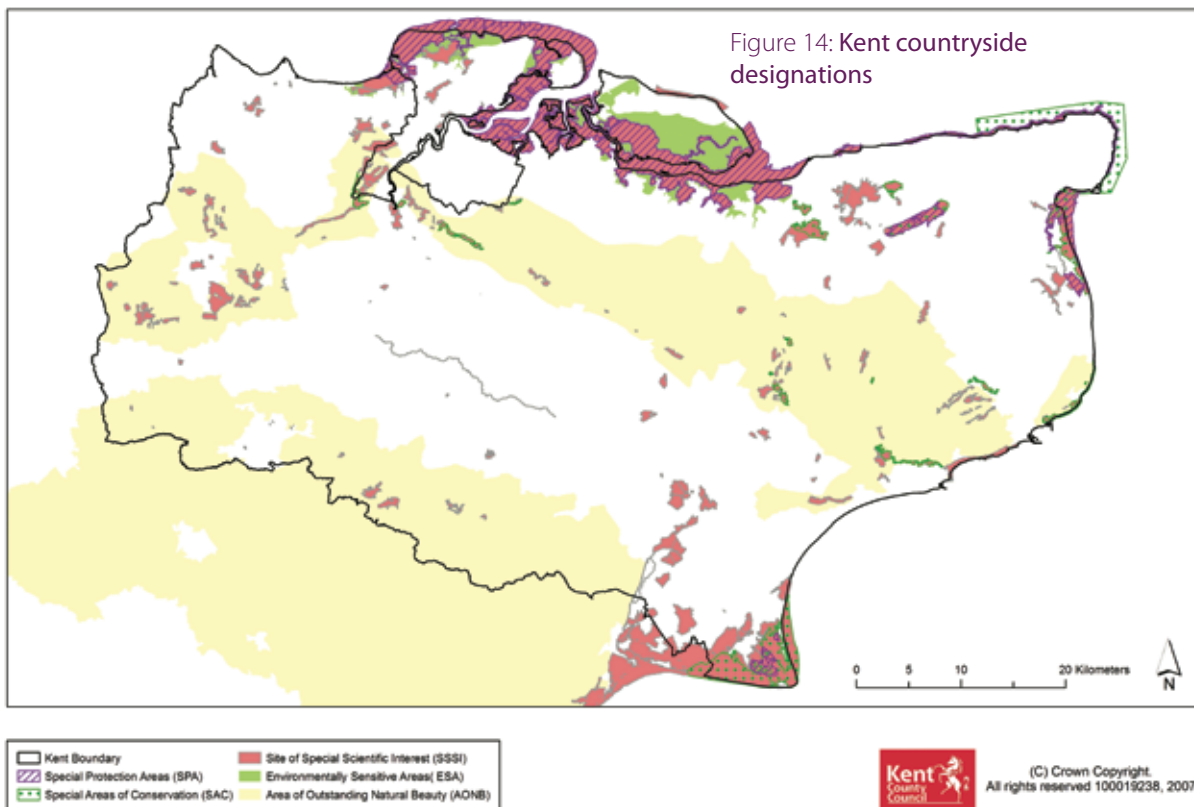 Figure 14: Kent countryside
designations
0 5 10 20 Kilometers
N
Kent Boundary
Special Protection Areas (SPA)
Special Areas of Conservation (SAC)
Site of Special Scientific Interest (SSSI)
Environmentally Sensitive Areas( ESA)
Area of Outstanding Natural Beauty (AONB)
Kent
County
Council
(C) Crown Copyright.
All rights reserved 100019238, 2007